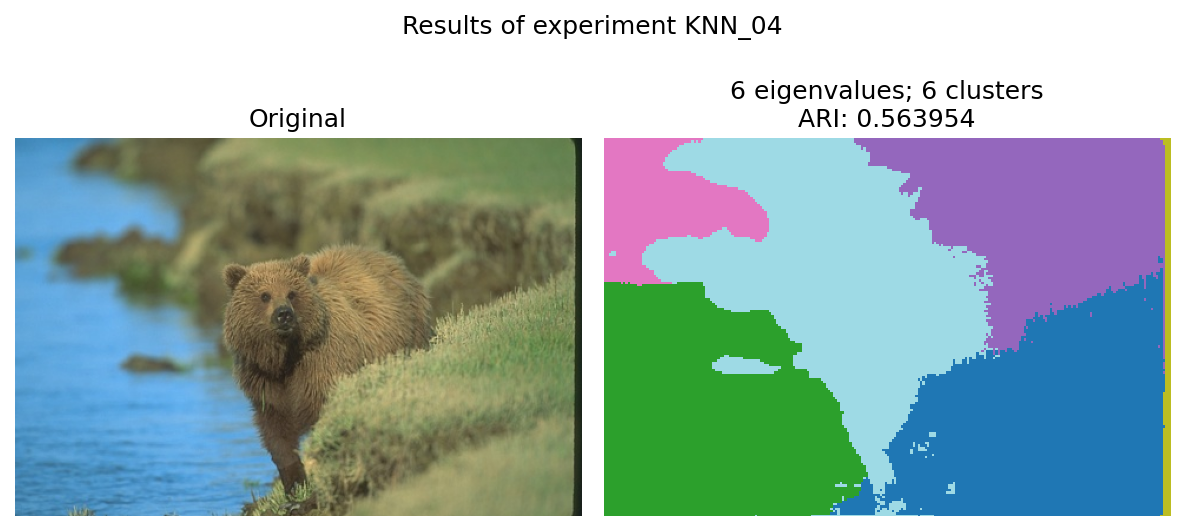 Results of experiment KNN_04
Original
6 eigenvalues; 6 clusters
ARI: 0.563954